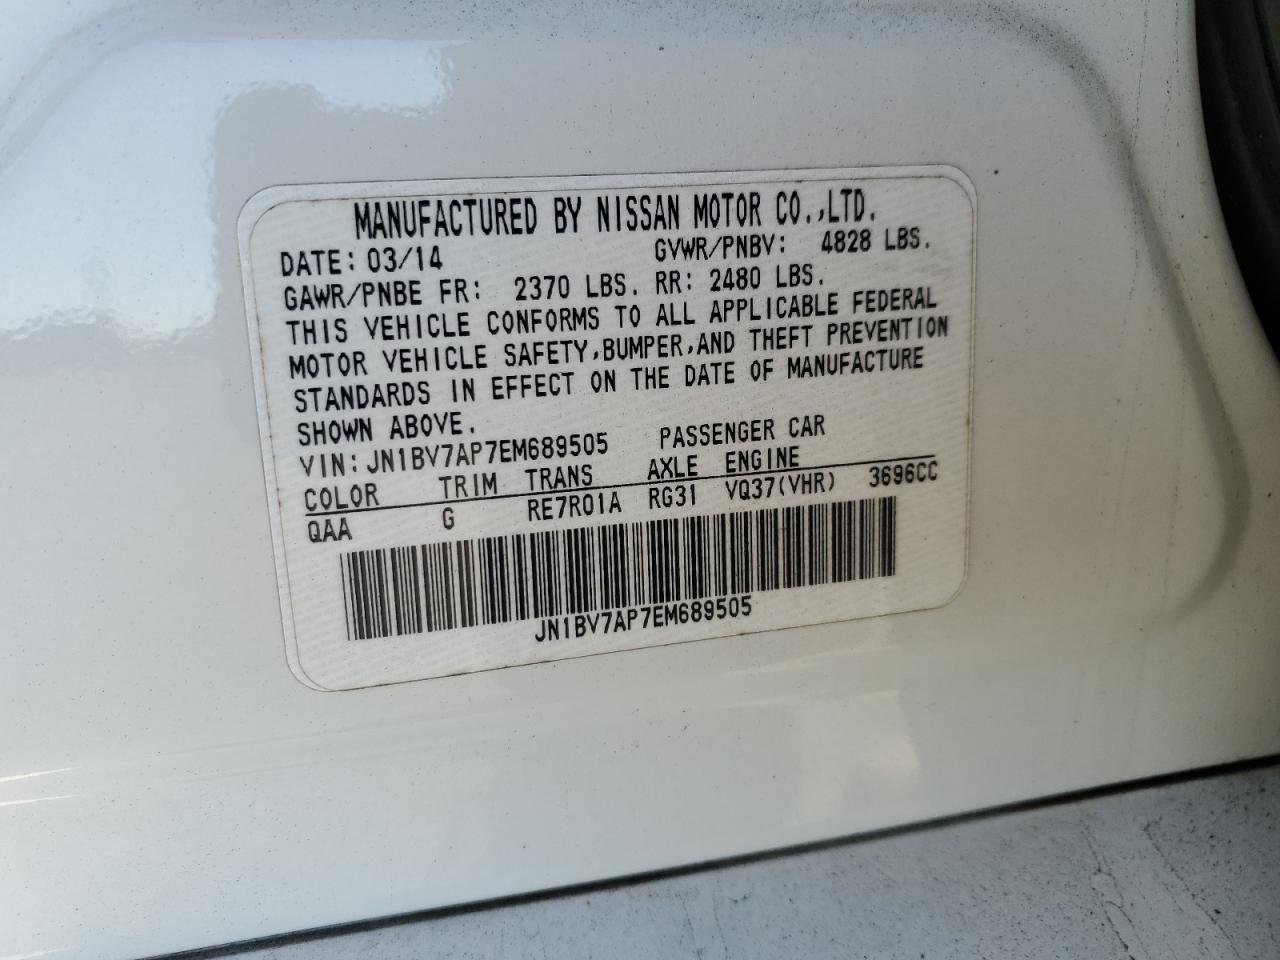 MANUFACTURED BY NISSAN MOTOR CO.,LTD.
DATE: 03/14 GVWR/PNBV: 4828 LBS.
GAWR/PNBE FR: 2370 LBS. RR: 2480 LBS.
THIS VEHICLE CONFORMS TO ALL APPLICABLE FEDERAL
MOTOR VEHICLE SAFETY,BUMPER,AND THEFT PREVENTION
STANDARDS IN EFFECT ON THE DATE OF MANUFACTURE
SHOWN ABOVE.
VIN: JN1BV7AP7EM689505 PASSENGER CAR
COLOR TRIM TRANS AXLE ENGINE
QAA G RE7R01A RG31 VQ37(VHR) 3696CC
JN1BV7AP7EM689505